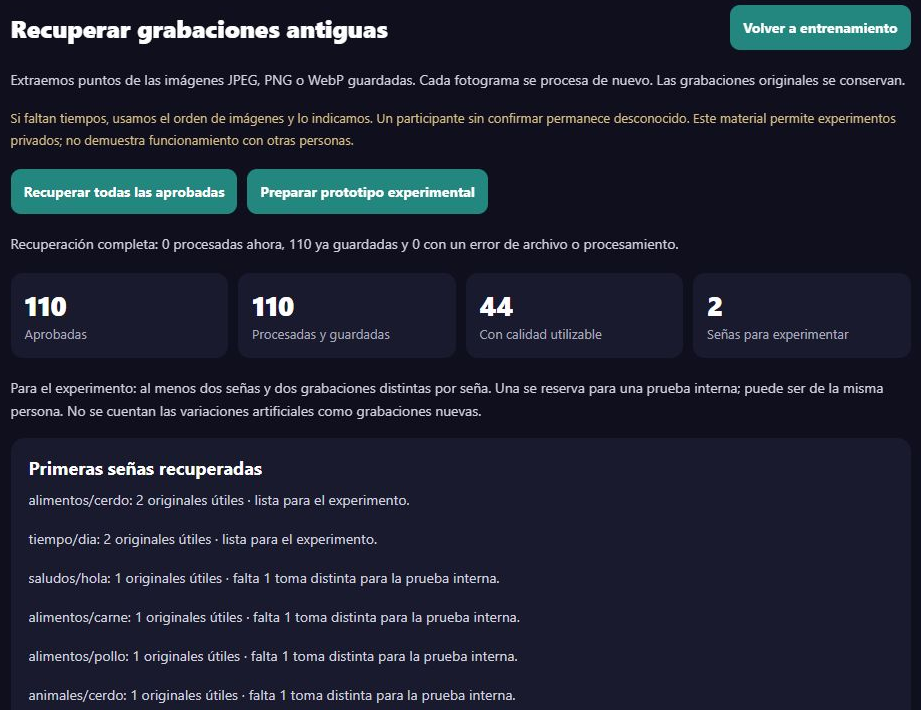 Recuperar grabaciones antiguas
Volver a entrenamiento
Extraemos puntos de las imágenes JPEG, PNG o WebP guardadas. Cada fotograma se procesa de nuevo. Las grabaciones originales se conservan.
Si faltan tiempos, usamos el orden de imágenes y lo indicamos. Un participante sin confirmar permanece desconocido. Este material permite experimentos
privados; no demuestra funcionamiento con otras personas.
Recuperar todas las aprobadas
Preparar prototipo experimental
Recuperación completa: 0 procesadas ahora, 110 ya guardadas y 0 con un error de archivo o procesamiento.
110
Aprobadas
110
Procesadas y guardadas
44
Con calidad utilizable
2
Señas para experimentar
Para el experimento: al menos dos señas y dos grabaciones distintas por seña. Una se reserva para una prueba interna; puede ser de la misma
persona. No se cuentan las variaciones artificiales como grabaciones nuevas.
Primeras señas recuperadas
alimentos/cerdo: 2 originales útiles · lista para el experimento.
tiempo/dia: 2 originales útiles · lista para el experimento.
saludos/hola: 1 originales útiles · falta 1 toma distinta para la prueba interna.
alimentos/carne: 1 originales útiles · falta 1 toma distinta para la prueba interna.
alimentos/pollo: 1 originales útiles · falta 1 toma distinta para la prueba interna.
animales/cerdo: 1 originales útiles · falta 1 toma distinta para la prueba interna.